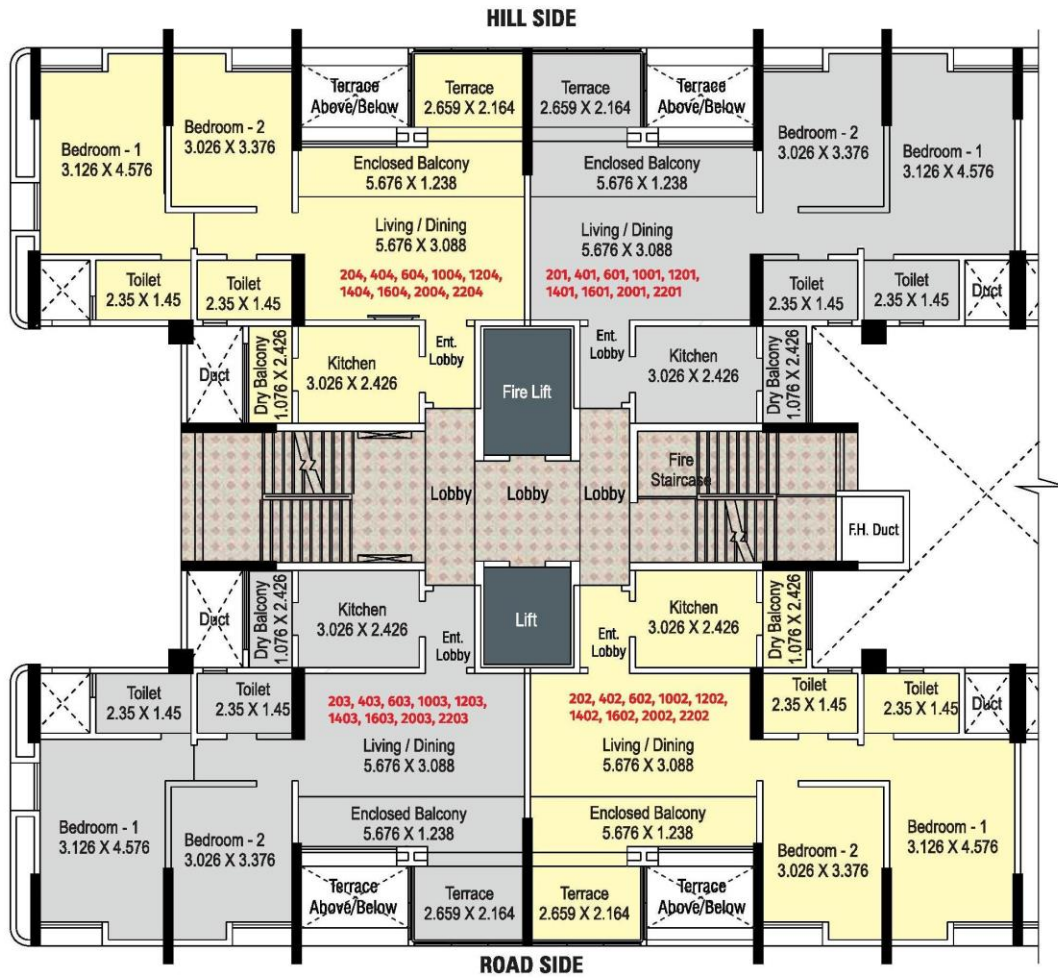 HILL SIDE
Terrace
Above/Below
Terrace
2.659 X 2.164
Terrace
2.659 X 2.164
Terrace
Above/Below
Bedroom - 1
3.126 X 4.576
Bedroom - 2
3.026 X 3.376
Enclosed Balcony
5.676 X 1.238
Enclosed Balcony
5.676 X 1.238
Bedroom - 2
3.026 X 3.376
Bedroom - 1
3.126 X 4.576
Living / Dining
5.676 X 3.088
Living / Dining
5.676 X 3.088
204, 404, 604, 1004, 1204,
1404, 1604, 2004, 2204
201, 401, 601, 1001, 1201,
1401, 1601, 2001, 2201
Toilet
2.35 X 1.45
Toilet
2.35 X 1.45
Toilet
2.35 X 1.45
Toilet
2.35 X 1.45
Duct
Duct
Dry Balcony
1.076 X 2.426
Kitchen
3.026 X 2.426
Ent.
Lobby
Fire Lift
Ent.
Lobby
Kitchen
3.026 X 2.426
Dry Balcony
1.076 X 2.426
Lobby
Lobby
Lobby
Fire
Staircase
F.H. Duct
Duct
Dry Balcony
1.076 X 2.426
Kitchen
3.026 X 2.426
Ent.
Lobby
Lift
Ent.
Lobby
Kitchen
3.026 X 2.426
Dry Balcony
1.076 X 2.426
Toilet
2.35 X 1.45
Toilet
2.35 X 1.45
203, 403, 603, 1003, 1203,
1403, 1603, 2003, 2203
202, 402, 602, 1002, 1202,
1402, 1602, 2002, 2202
Toilet
2.35 X 1.45
Toilet
2.35 X 1.45
Duct
Living / Dining
5.676 X 3.088
Living / Dining
5.676 X 3.088
Bedroom - 1
3.126 X 4.576
Bedroom - 2
3.026 X 3.376
Enclosed Balcony
5.676 X 1.238
Enclosed Balcony
5.676 X 1.238
Bedroom - 2
3.026 X 3.376
Bedroom - 1
3.126 X 4.576
Terrace
Above/Below
Terrace
2.659 X 2.164
Terrace
2.659 X 2.164
Terrace
Above/Below
ROAD SIDE